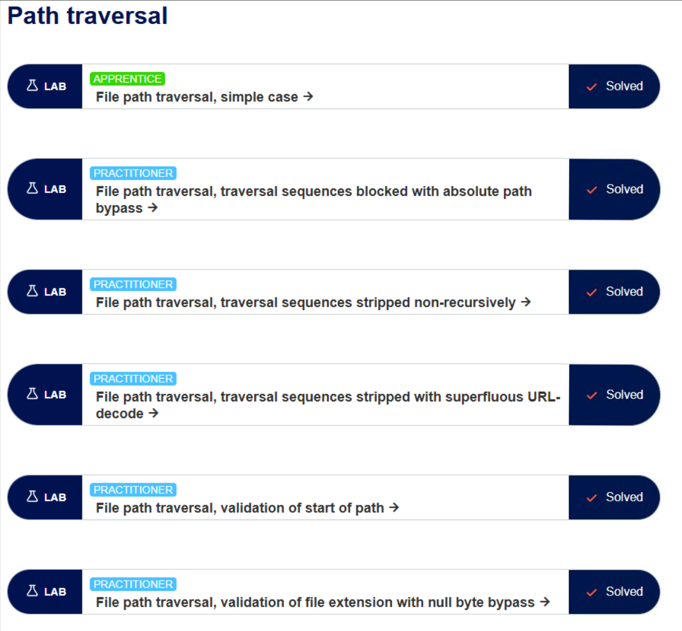 Path traversal
LAB
APPRENTICE
File path traversal, simple case →
Solved
LAB
PRACTITIONER
File path traversal, traversal sequences blocked with absolute path
bypass →
Solved
LAB
PRACTITIONER
File path traversal, traversal sequences stripped non-recursively →
Solved
LAB
PRACTITIONER
File path traversal, traversal sequences stripped with superfluous URL-
decode →
Solved
LAB
PRACTITIONER
File path traversal, validation of start of path →
Solved
LAB
PRACTITIONER
File path traversal, validation of file extension with null byte bypass →
Solved